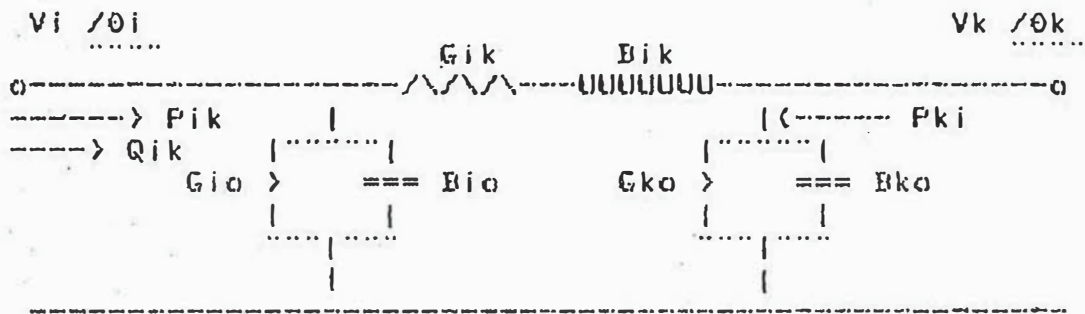 Vi /θi Vk /θk
Gik Bik
Pik Pki
Qik
Gio Bio Gko Bko